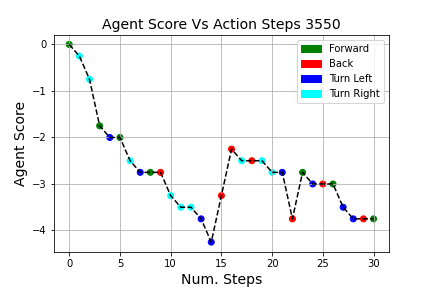 Agent Score Vs Action Steps 3550
Forward
Back
Turn Left
Turn Right
Agent Score
0
−1
−2
−3
−4
0 5 10 15 20 25 30
Num. Steps